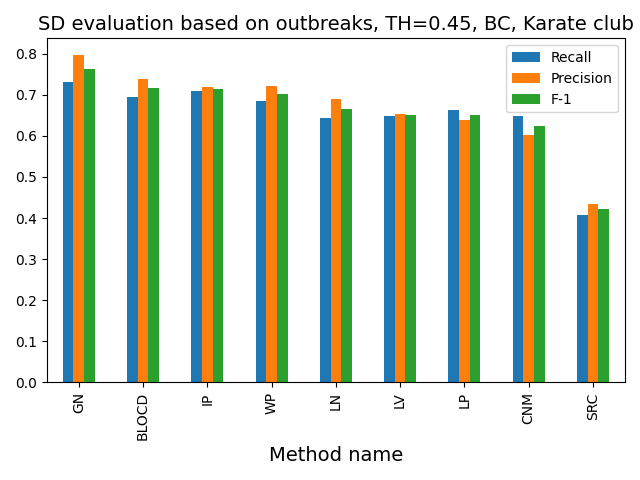 SD evaluation based on outbreaks, TH=0.45, BC, Karate club
Recall
Precision
F-1
0.8
0.7
0.6
0.5
0.4
0.3
0.2
0.1
0.0
GN
BLOCD
IP
WP
LN
LV
LP
CNM
SRC
Method name